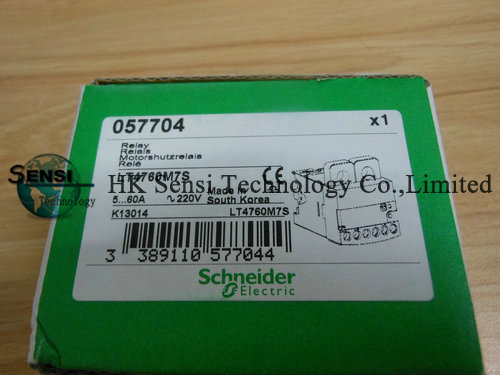 057704 x1
Relay
Relais
Motorshutzrelais
Relé
LT4760M7S
5...60A ∿220V Made in
South Korea
K13014 LT4760M7S
3 389110 577044
Schneider
Electric
SENSI
Technology
HK Sensi Technology Co.,Limited